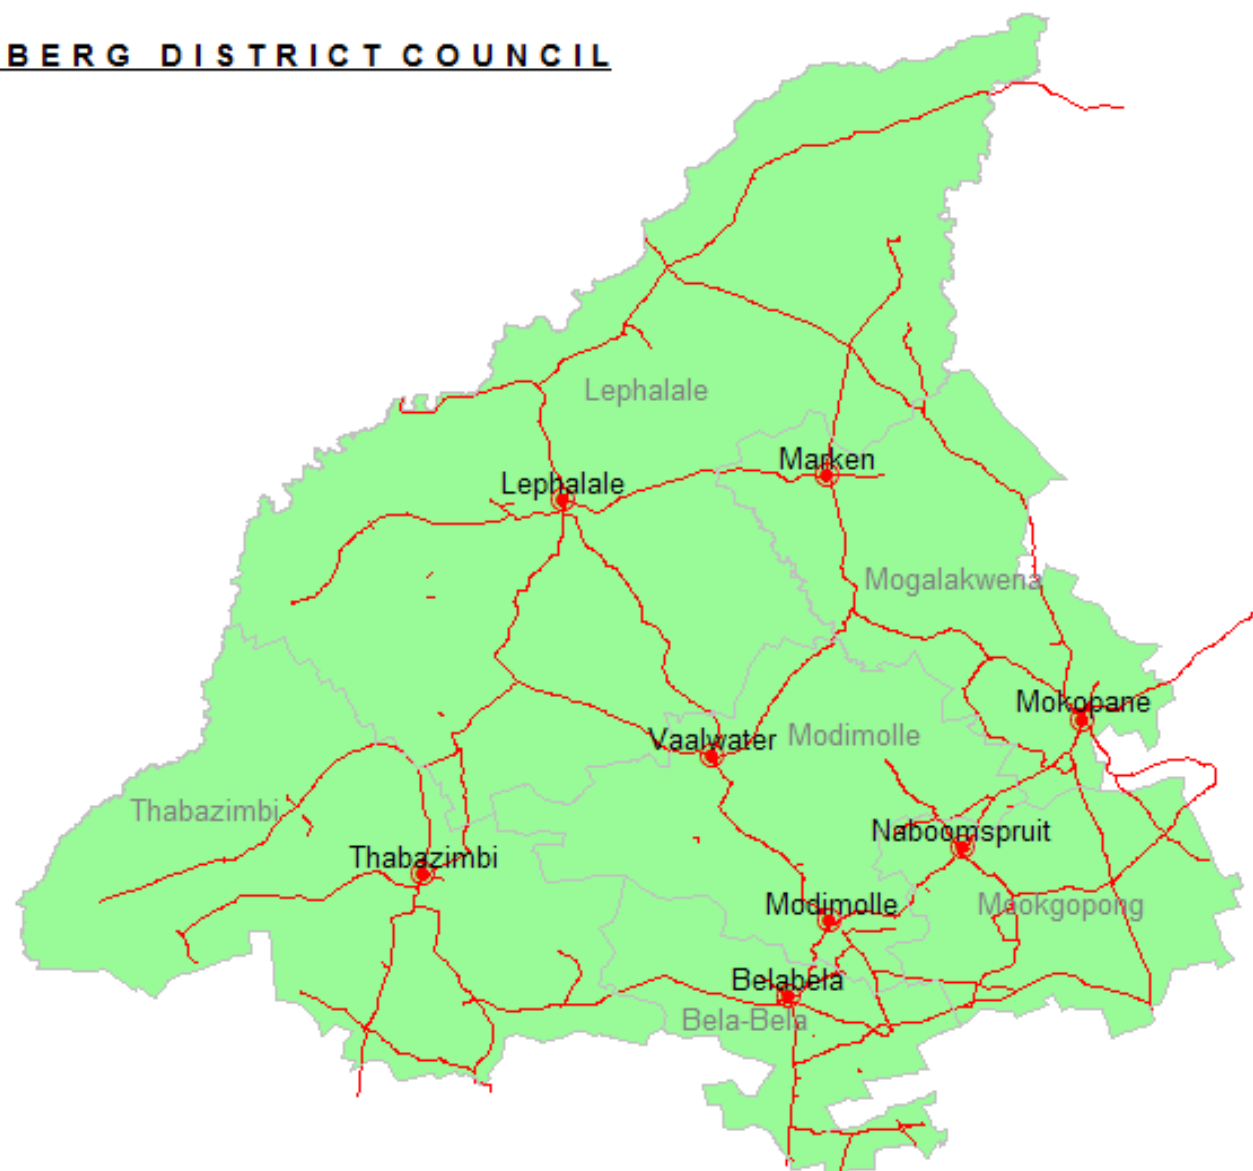 BERG DISTRICT COUNCIL
Lephalale
Marken
Lephalale
Mogalakwena
Mokopane
Vaalwater
Modimolle
Thabazimbi
Naboomspruit
Thabazimbi
Modimolle
Mookgopong
Belabela
Bela-Bela